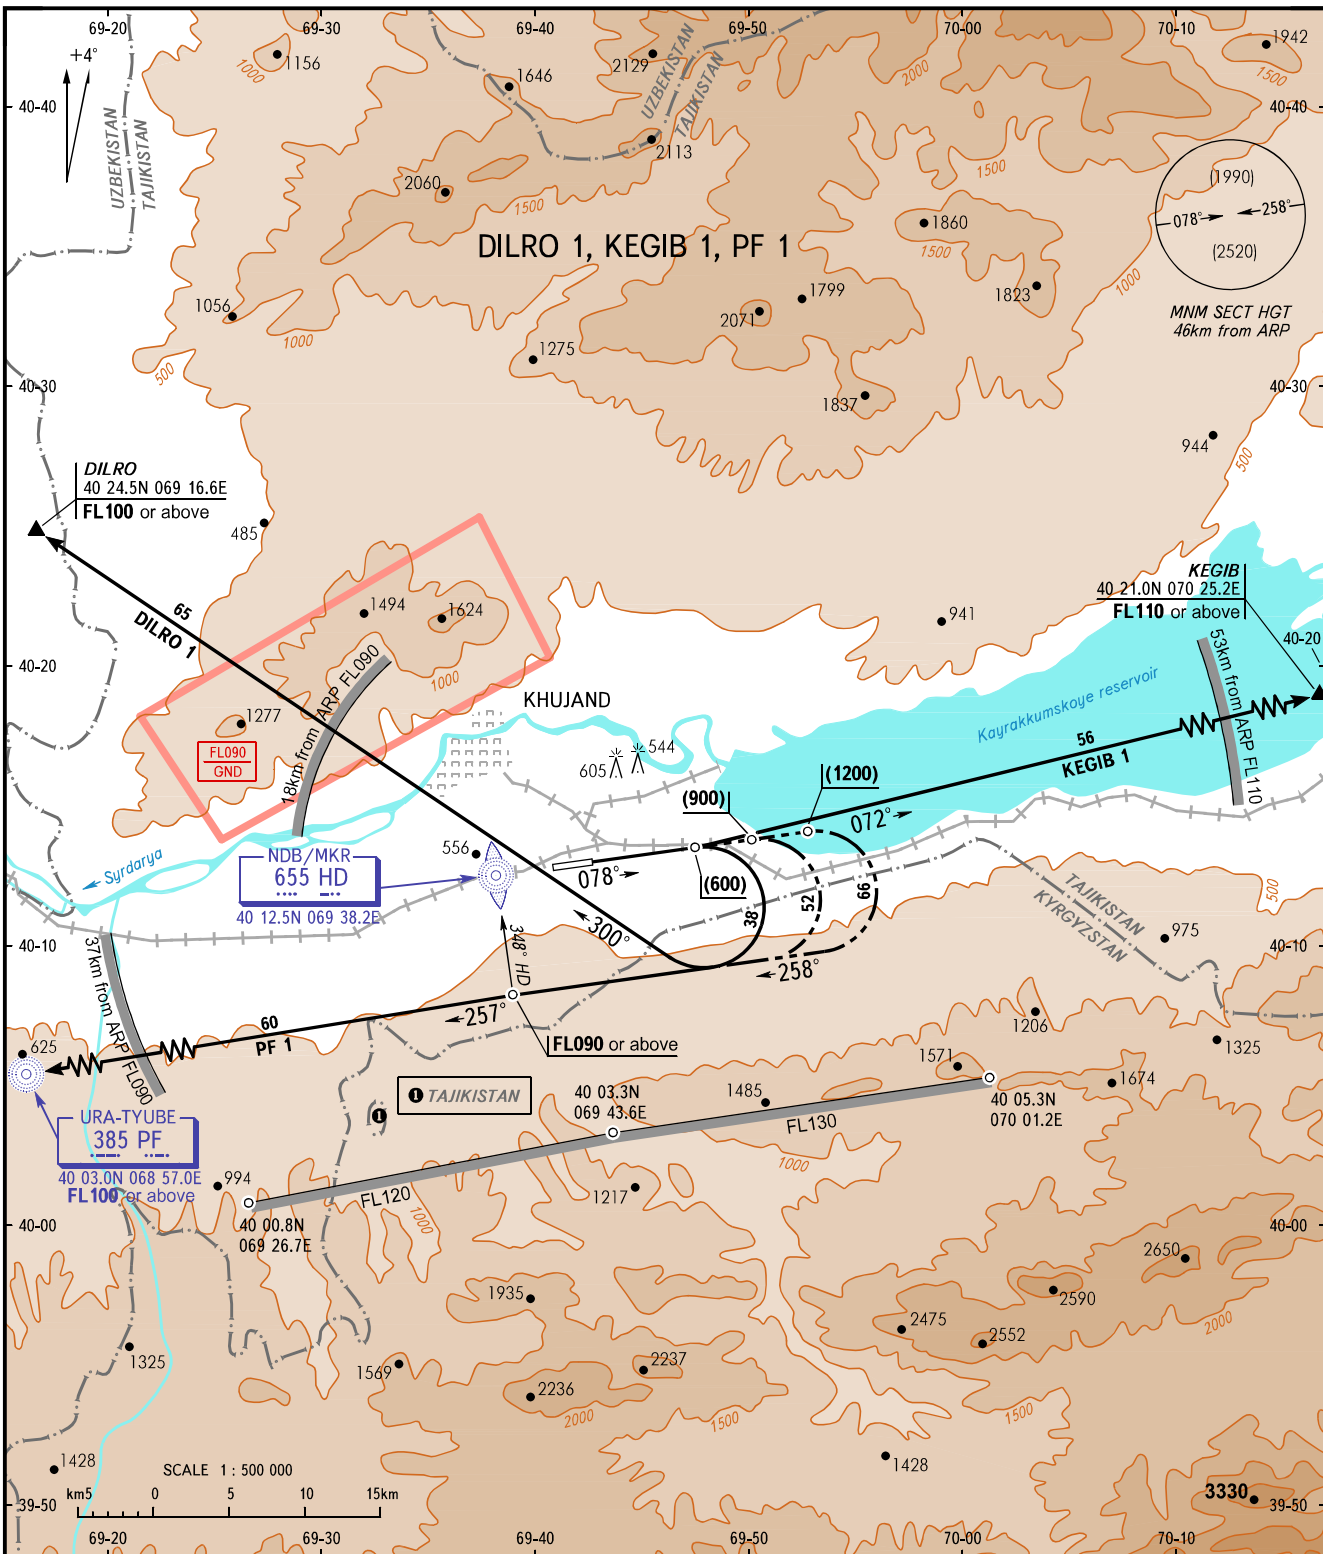 69-20
69-30
69-40
69-50
70-00
70-10
+4°
1156
1000
1646
2129
UZBEKISTAN
TAJIKISTAN
2000
1942
1500
40-40
40-40
UZBEKISTAN
TAJIKISTAN
2113
2060
1500
1500
(1990)
078°
258°
(2520)
MNM SECT HGT
46km from ARP
1860
1500
DILRO 1, KEGIB 1, PF 1
1056
1000
1799
2071
1823
1000
1275
500
40-30
40-30
1837
944
500
DILRO
40 24.5N 069 16.6E
FL100 or above
485
65
DILRO 1
1494
1624
1000
941
KEGIB
40 21.0N 070 25.2E
FL110 or above
40-20
40-20
1277
FL090
GND
18km from ARP FL090
KHUJAND
605
544
Kayrakkumskoye reservoir
53km from ARP FL110
56
KEGIB 1
(900)
(1200)
072°
Syrdarya
NDB/MKR
655 HD
40 12.5N 069 38.2E
556
078°
(600)
38
52
66
TAJIKISTAN
KYRGYZSTAN
500
975
40-10
40-10
300°
348° HD
258°
257°
37km from ARP FL090
60
PF 1
FL090 or above
625
1206
1325
URA-TYUBE
385 PF
40 03.0N 068 57.0E
FL100 or above
1 TAJIKISTAN
1
40 03.3N
069 43.6E
1485
1571
1674
40 05.3N
070 01.2E
FL130
1000
994
FL120
1217
40 00.8N
069 26.7E
1000
40-00
40-00
2650
1935
2590
2475
2552
2000
1325
1569
2237
2236
2000
1500
1500
1428
1428
3330
SCALE 1 : 500 000
km5 0 5 10 15km
39-50
39-50
69-20
69-30
69-40
69-50
70-00
70-10